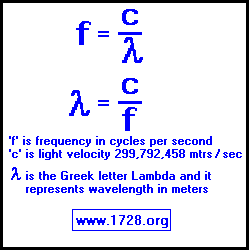 f = c / λ
λ = c / f
'f' is frequency in cycles per second
'c' is light velocity 299,792,458 mtrs / sec
λ is the Greek letter Lambda and it
represents wavelength in meters
www.1728.org